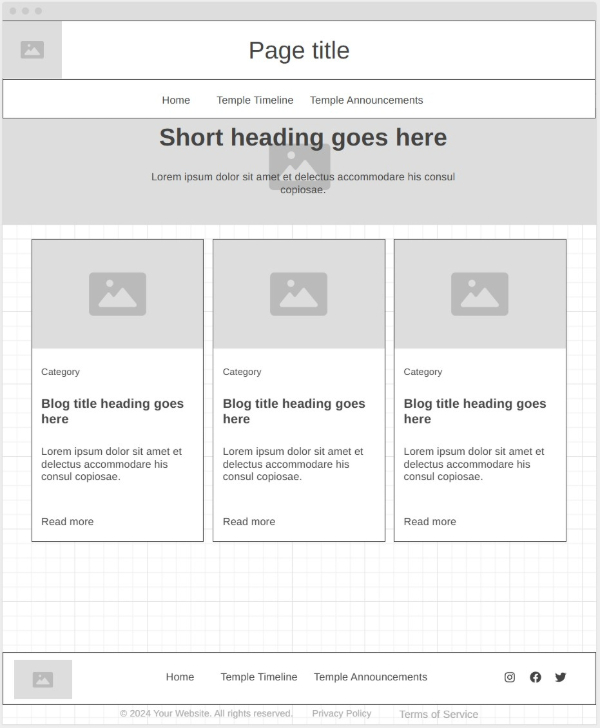 Page title
Home Temple Timeline Temple Announcements
Short heading goes here
Lorem ipsum dolor sit amet et delectus accommodare his consul
copiosae.
Category
Blog title heading goes
here
Lorem ipsum dolor sit amet et
delectus accommodare his
consul copiosae.
Read more
Category
Blog title heading goes
here
Lorem ipsum dolor sit amet et
delectus accommodare his
consul copiosae.
Read more
Category
Blog title heading goes
here
Lorem ipsum dolor sit amet et
delectus accommodare his
consul copiosae.
Read more
Home Temple Timeline Temple Announcements
© 2024 Your Website. All rights reserved. Privacy Policy Terms of Service